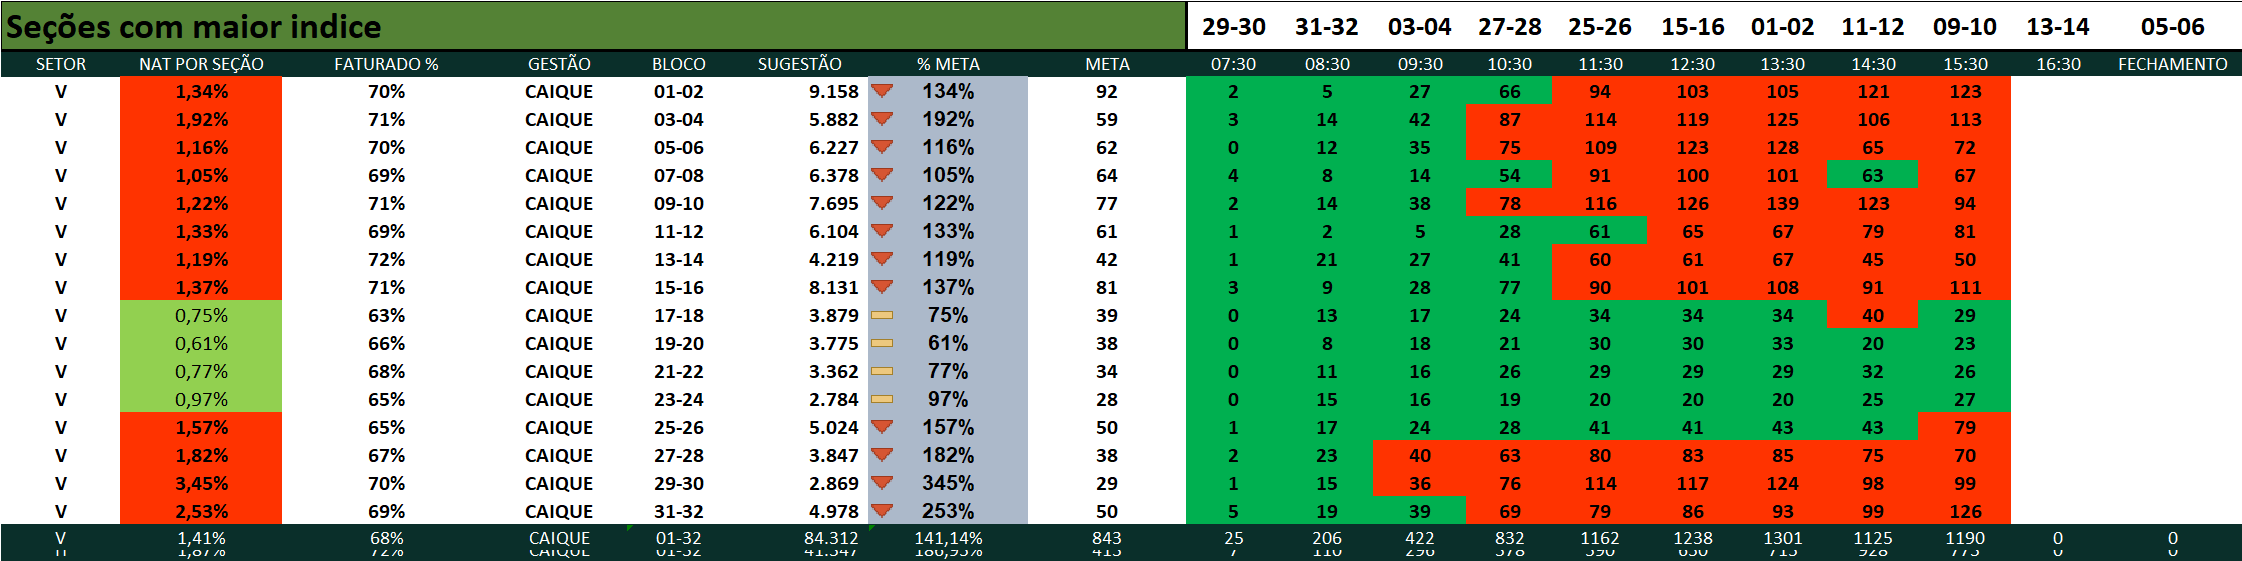 Seções com maior indice 29-30 31-32 03-04 27-28 25-26 15-16 01-02 11-12 09-10 13-14 05-06
SETOR NAT POR SEÇÃO FATURADO % GESTÃO BLOCO SUGESTÃO % META META 07:30 08:30 09:30 10:30 11:30 12:30 13:30 14:30 15:30 16:30 FECHAMENTO
V 1,34% 70% CAIQUE 01-02 9.158 134% 92 2 5 27 66 94 103 105 121 123
V 1,92% 71% CAIQUE 03-04 5.882 192% 59 3 14 42 87 114 119 125 106 113
V 1,16% 70% CAIQUE 05-06 6.227 116% 62 0 12 35 75 109 123 128 65 72
V 1,05% 69% CAIQUE 07-08 6.378 105% 64 4 8 14 54 91 100 101 63 67
V 1,22% 71% CAIQUE 09-10 7.695 122% 77 2 14 38 78 116 126 139 123 94
V 1,33% 69% CAIQUE 11-12 6.104 133% 61 1 2 5 28 61 65 67 79 81
V 1,19% 72% CAIQUE 13-14 4.219 119% 42 1 21 27 41 60 61 67 45 50
V 1,37% 71% CAIQUE 15-16 8.131 137% 81 3 9 28 77 90 101 108 91 111
V 0,75% 63% CAIQUE 17-18 3.879 75% 39 0 13 17 24 34 34 34 40 29
V 0,61% 66% CAIQUE 19-20 3.775 61% 38 0 8 18 21 30 30 33 20 23
V 0,77% 68% CAIQUE 21-22 3.362 77% 34 0 11 16 26 29 29 29 32 26
V 0,97% 65% CAIQUE 23-24 2.784 97% 28 0 15 16 19 20 20 20 25 27
V 1,57% 65% CAIQUE 25-26 5.024 157% 50 1 17 24 28 41 41 43 43 79
V 1,82% 67% CAIQUE 27-28 3.847 182% 38 2 23 40 63 80 83 85 75 70
V 3,45% 70% CAIQUE 29-30 2.869 345% 29 1 15 36 76 114 117 124 98 99
V 2,53% 69% CAIQUE 31-32 4.978 253% 50 5 19 39 69 79 86 93 99 126
V 1,41% 68% CAIQUE 01-32 84.312 141,14% 843 25 206 422 832 1162 1238 1301 1125 1190 0 0